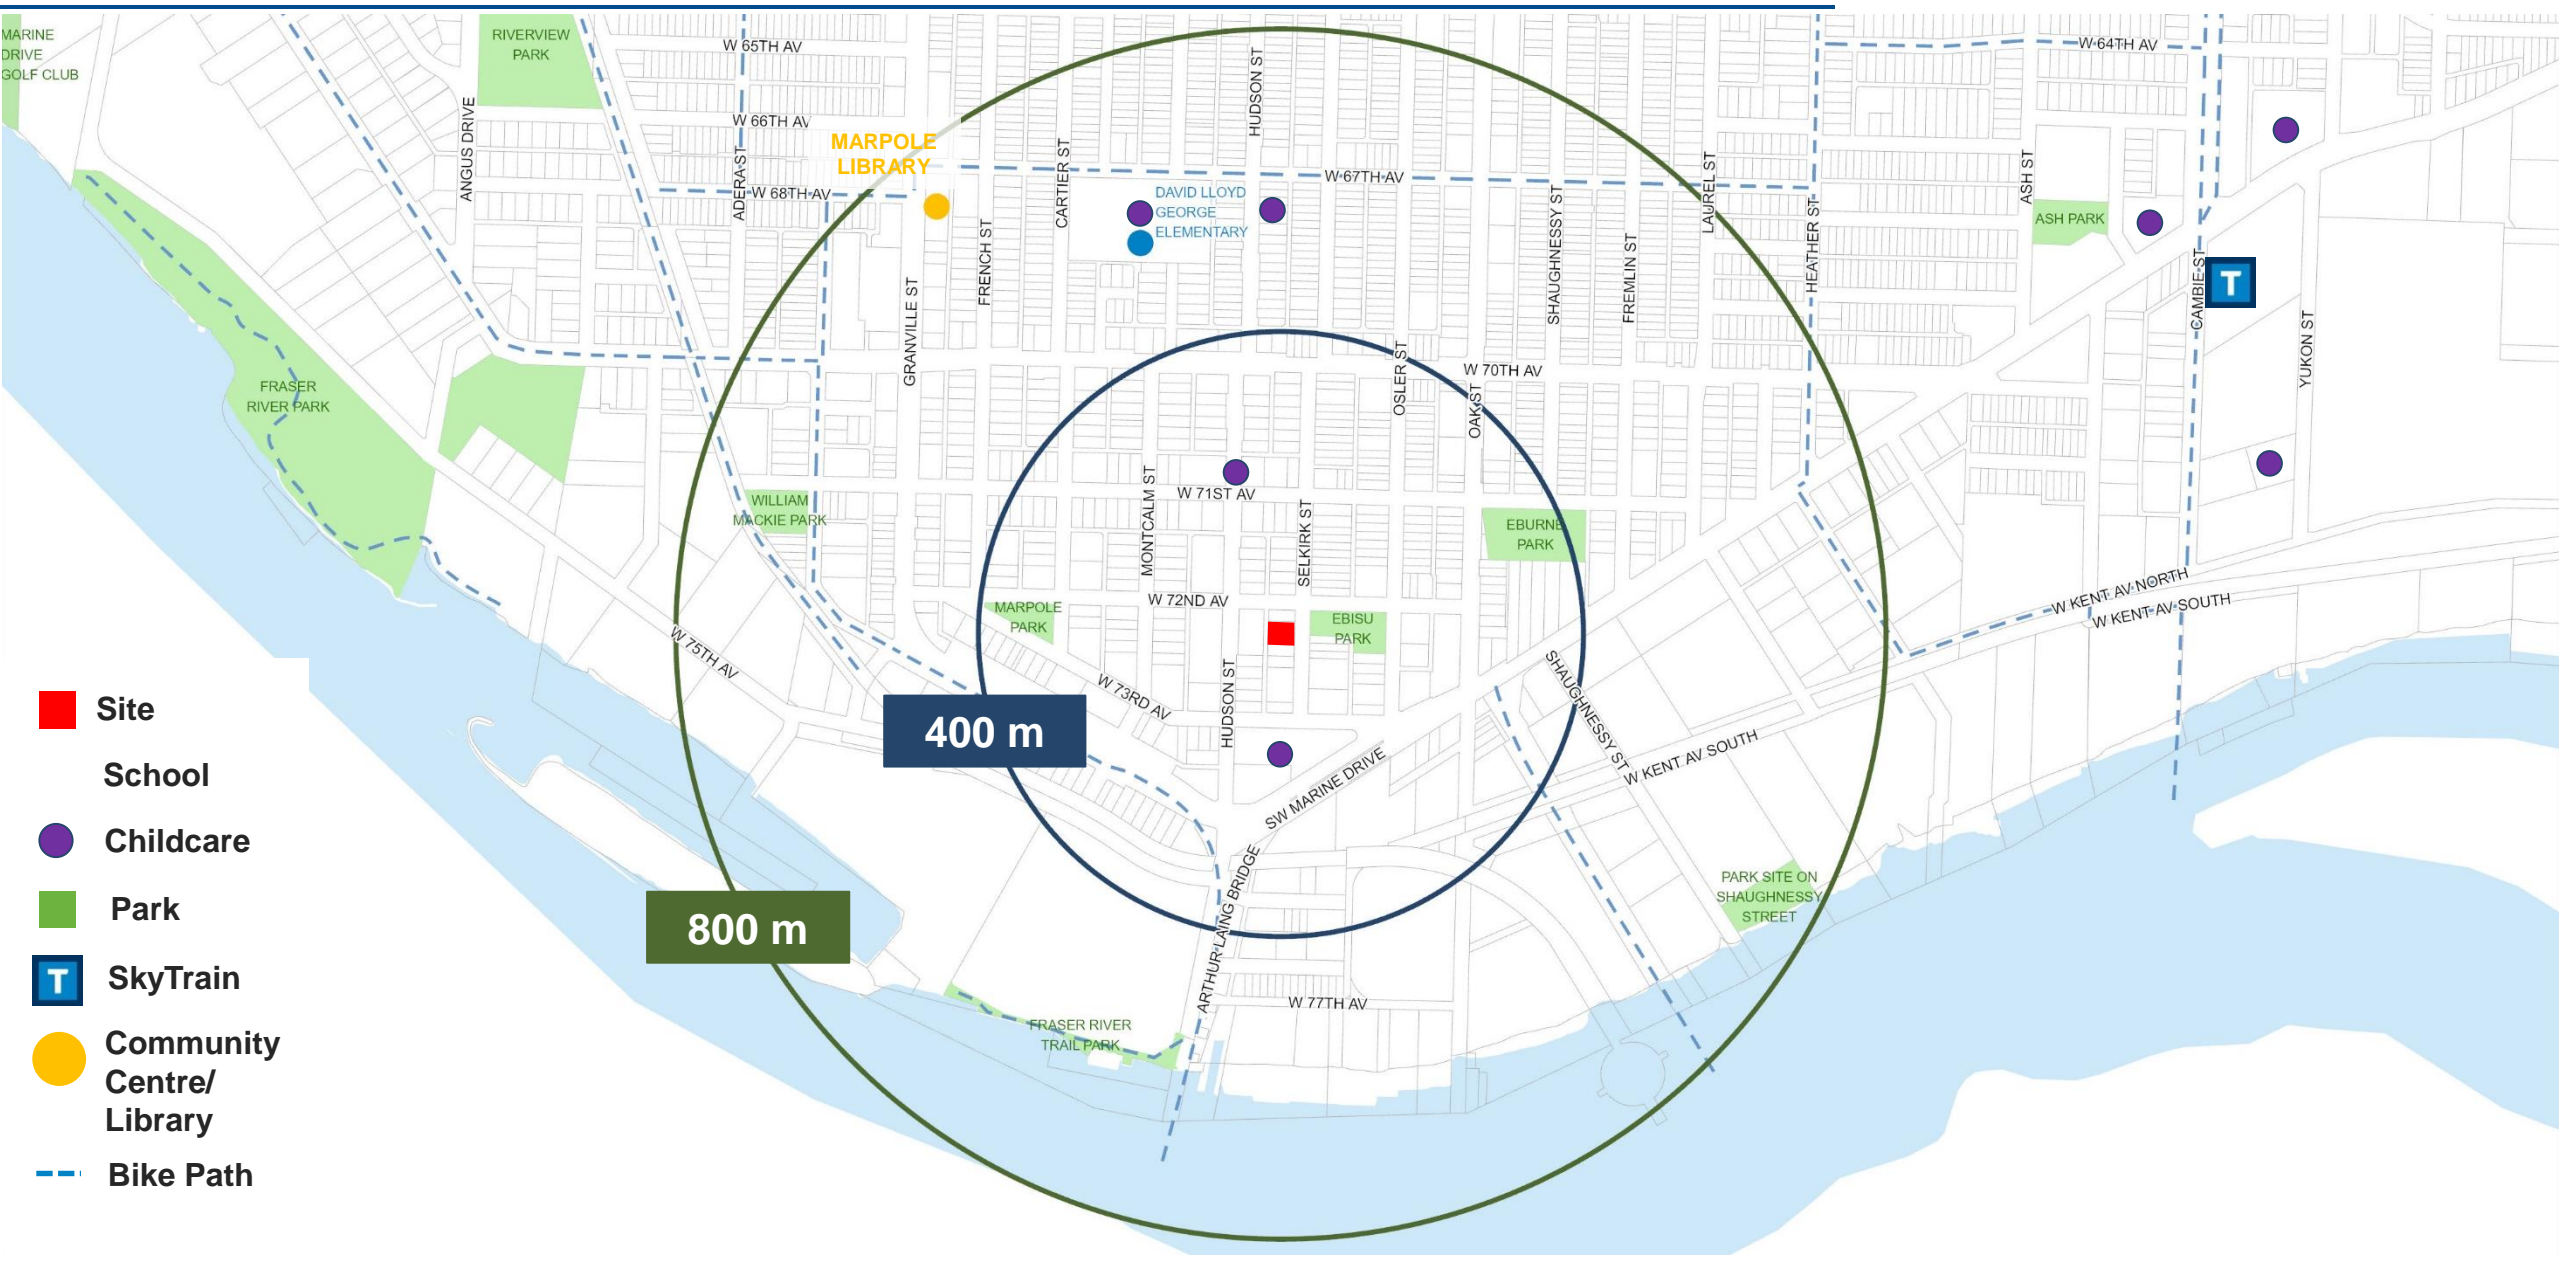 MARINE
DRIVE
GOLF CLUB
RIVERVIEW
PARK
W 65TH AV
HUDSON ST
W 64TH AV
ANGUS DRIVE
W 66TH AV
MARPOLE
LIBRARY
ADERA ST
W 68TH AV
CARTIER ST
W 67TH AV
DAVID LLOYD
GEORGE
ELEMENTARY
LAUREL ST
ASH ST
ASH PARK
FRENCH ST
SHAUGHNESSY ST
FREMLIN ST
HEATHER ST
CAMBIE ST
T
GRANVILLE ST
YUKON ST
FRASER
RIVER PARK
OSLER ST
W 70TH AV
OAK ST
MONTCALM ST
W 71ST AV
SELKIRK ST
WILLIAM
MACKIE PARK
EBURNE
PARK
MARPOLE
PARK
W 72ND AV
EBISU
PARK
W KENT AV NORTH
W KENT AV SOUTH
W 75TH AV
W 73RD AV
HUDSON ST
SHAUGHNESSY ST
400 m
W KENT AV SOUTH
SW MARINE DRIVE
ARTHUR LAING BRIDGE
PARK SITE ON
SHAUGHNESSY
STREET
800 m
W 77TH AV
FRASER RIVER
TRAIL PARK
Site
School
Childcare
Park
T
SkyTrain
Community
Centre/
Library
Bike Path